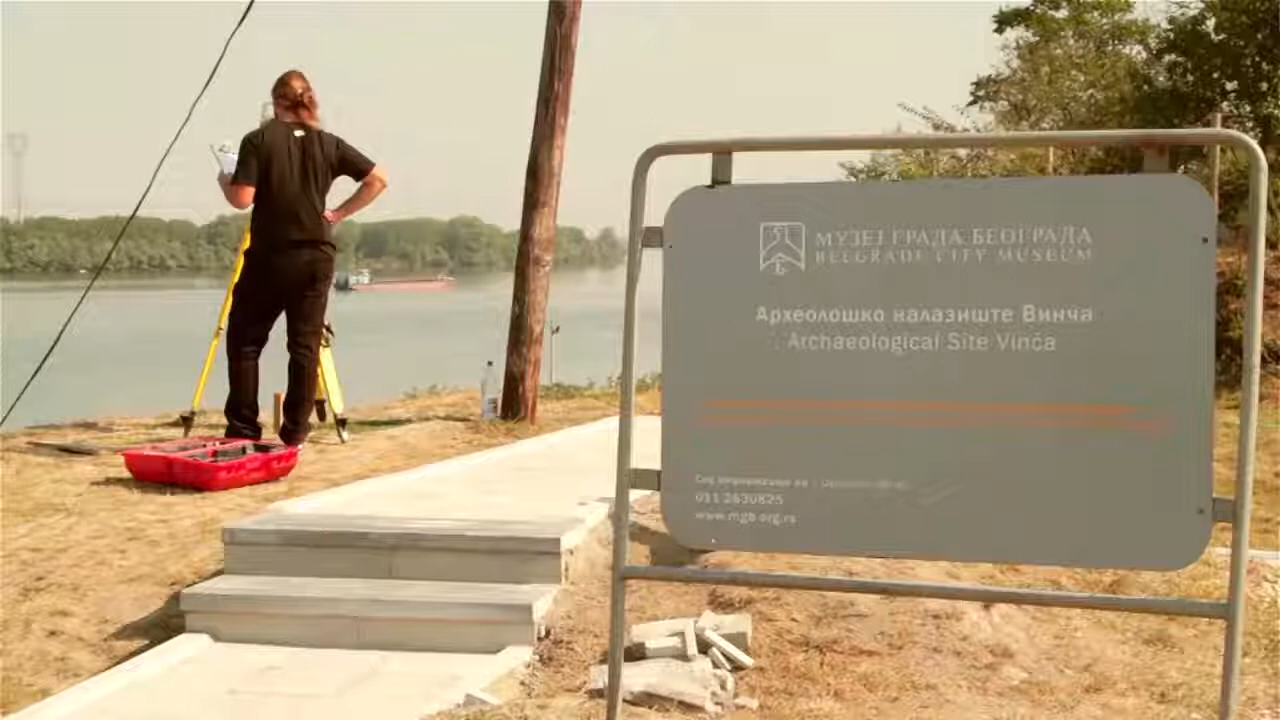 МУЗЕЈ ГРАДА БЕОГРАДА
BELGRADE CITY MUSEUM
Археолошко налазиште Винча
Archaeological Site Vinča
011 2630825
www.mgb.org.rs